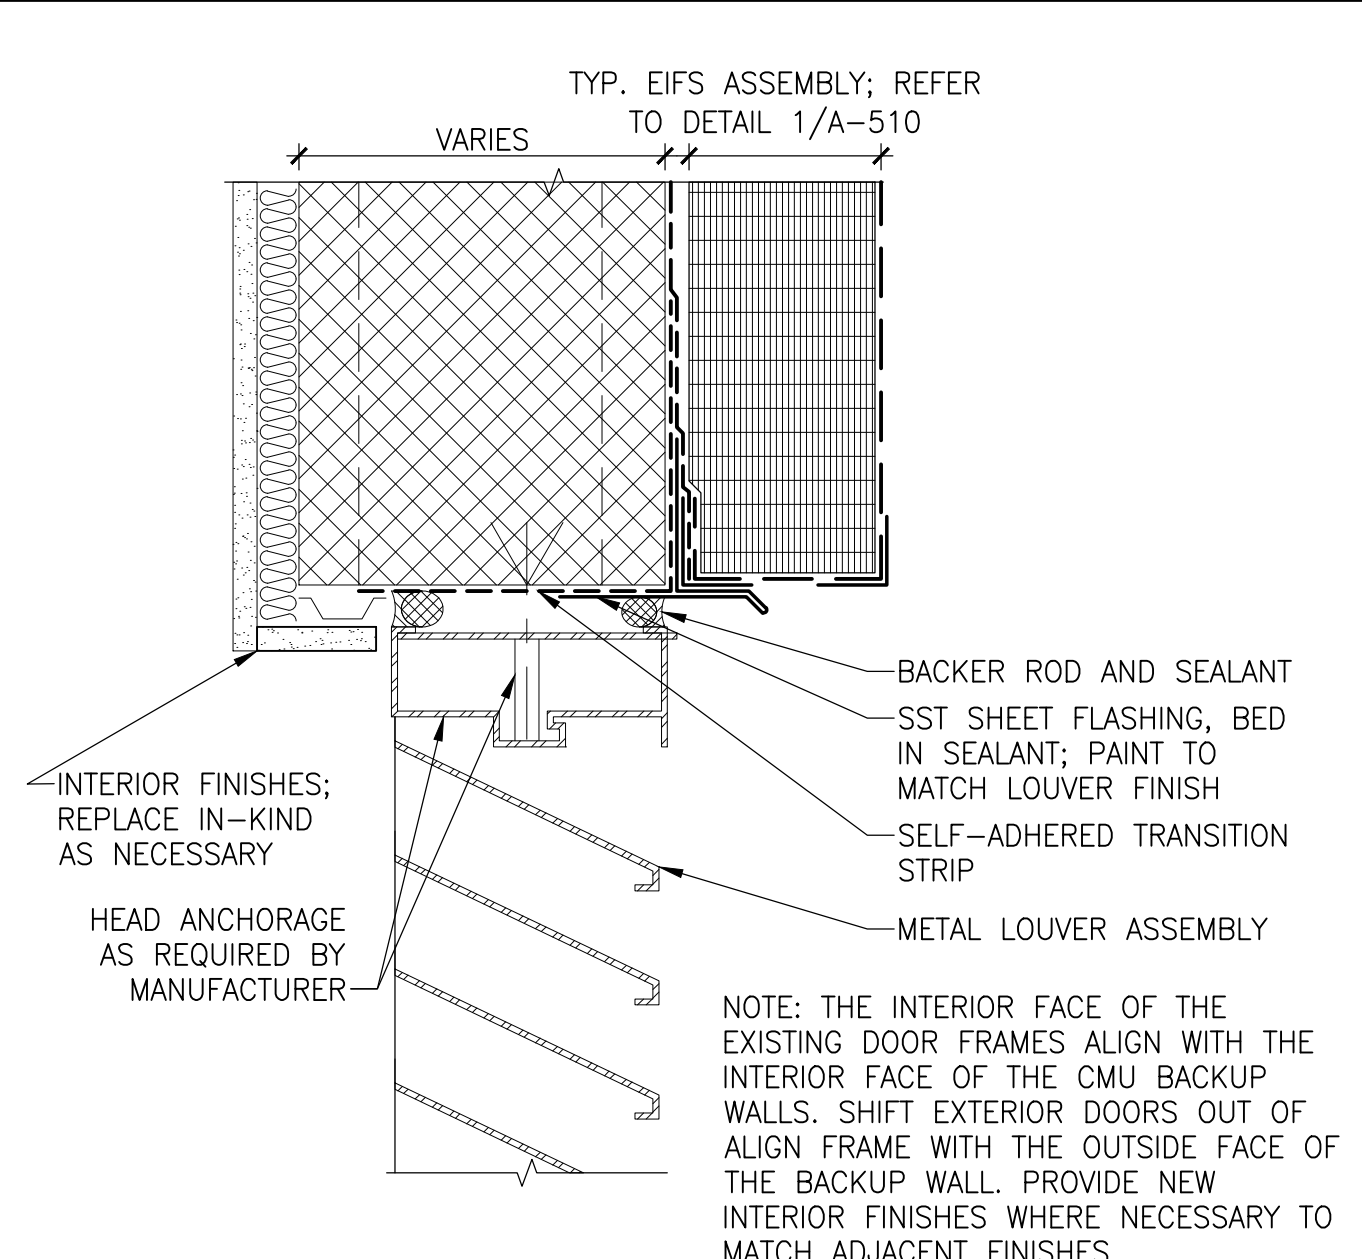 TYP. EIFS ASSEMBLY; REFER
TO DETAIL 1/A-510
VARIES
BACKER ROD AND SEALANT
SST SHEET FLASHING, BED
IN SEALANT; PAINT TO
MATCH LOUVER FINISH
SELF-ADHERED TRANSITION
STRIP
METAL LOUVER ASSEMBLY
INTERIOR FINISHES;
REPLACE IN-KIND
AS NECESSARY
HEAD ANCHORAGE
AS REQUIRED BY
MANUFACTURER
NOTE: THE INTERIOR FACE OF THE
EXISTING DOOR FRAMES ALIGN WITH THE
INTERIOR FACE OF THE CMU BACKUP
WALLS. SHIFT EXTERIOR DOORS OUT OF
ALIGN FRAME WITH THE OUTSIDE FACE OF
THE BACKUP WALL. PROVIDE NEW
INTERIOR FINISHES WHERE NECESSARY TO
MATCH ADJACENT FINISHES